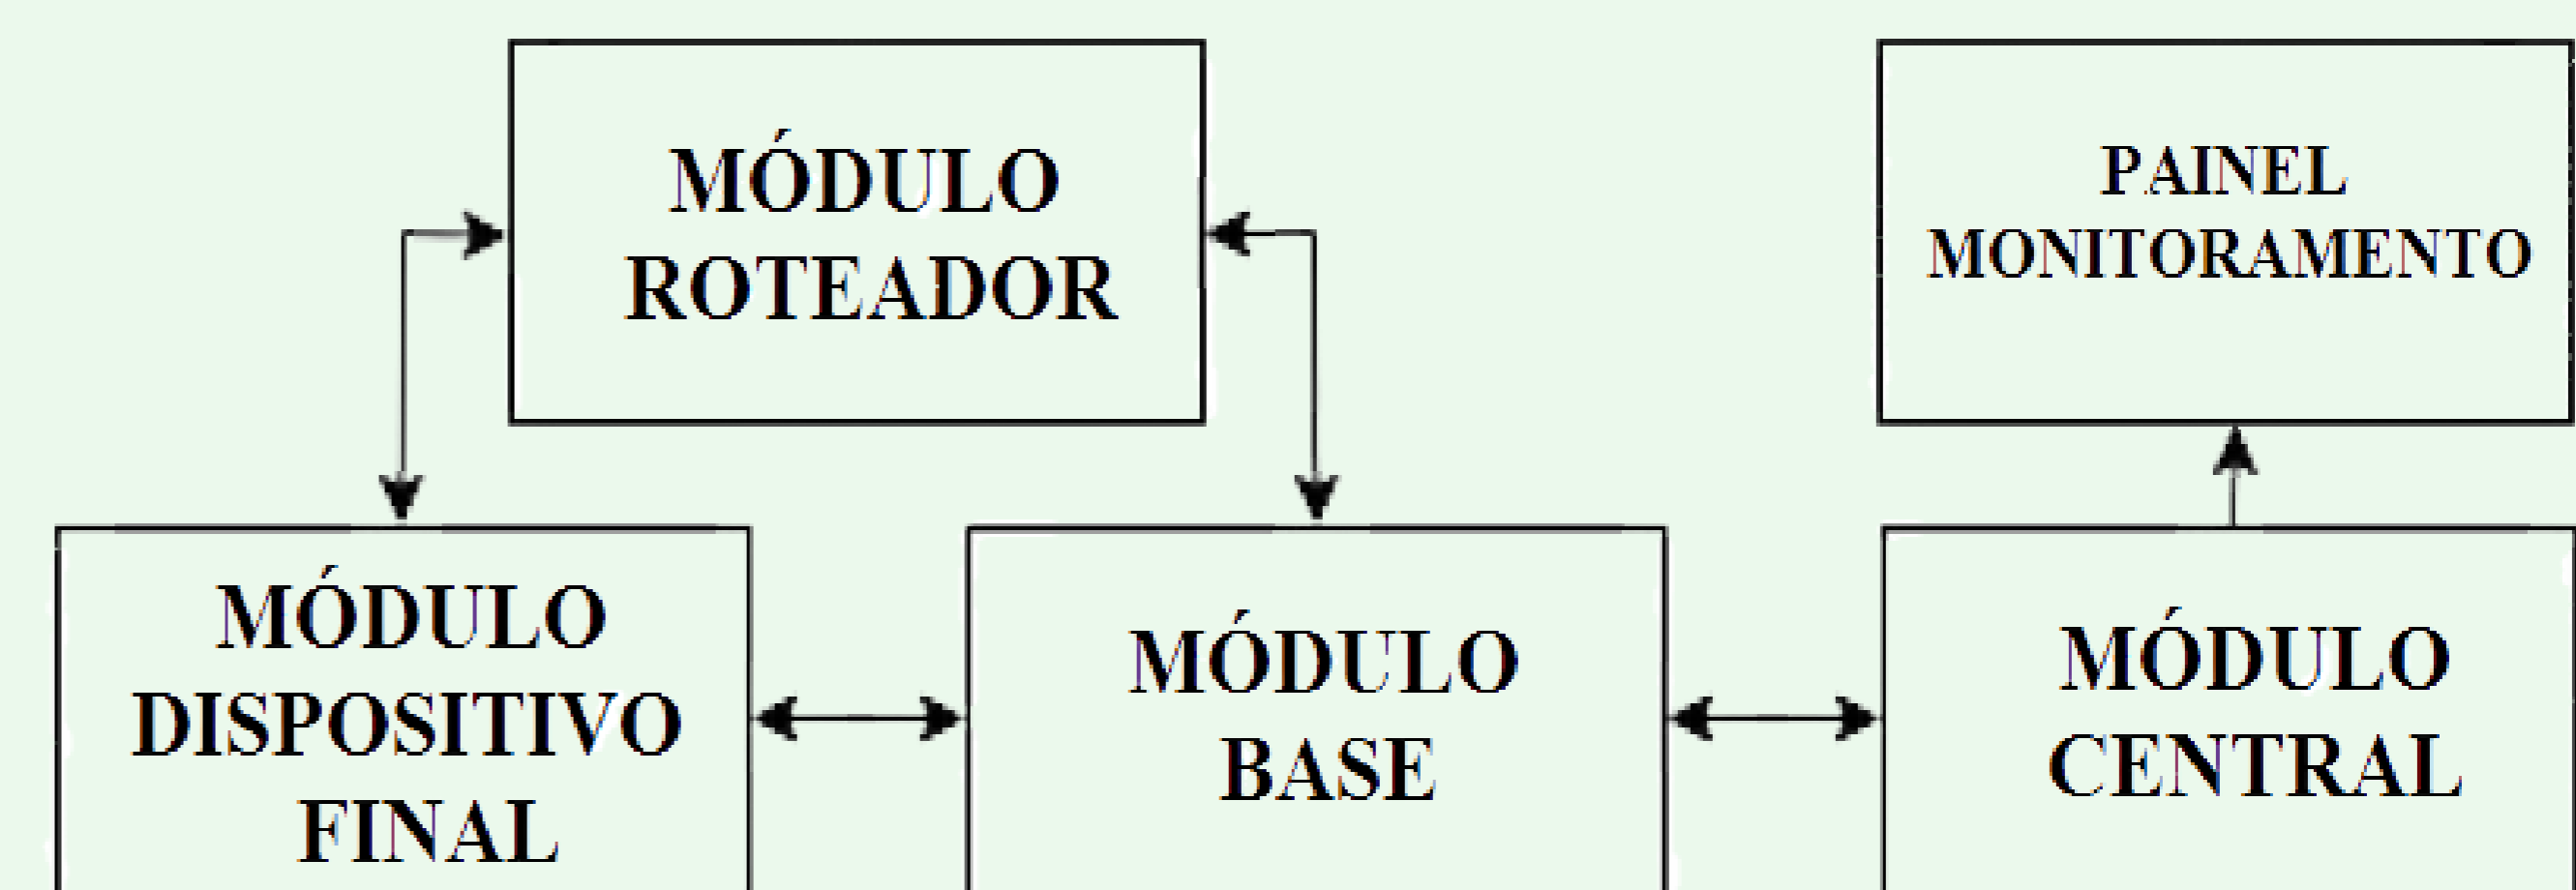 MÓDULO
ROTEADOR
PAINEL
MONITORAMENTO
MÓDULO
DISPOSITIVO
FINAL
MÓDULO
BASE
MÓDULO
CENTRAL